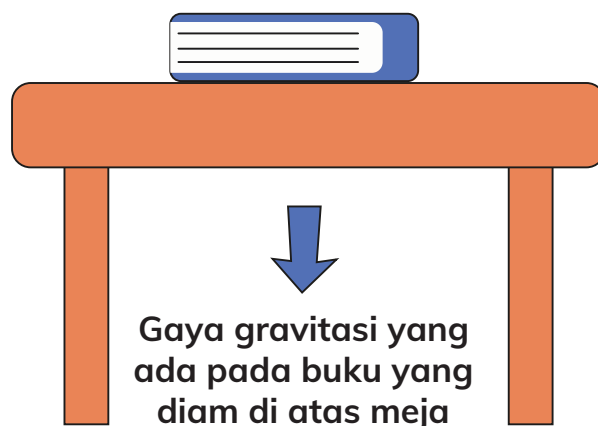 Gaya gravitasi yang
ada pada buku yang
diam di atas meja